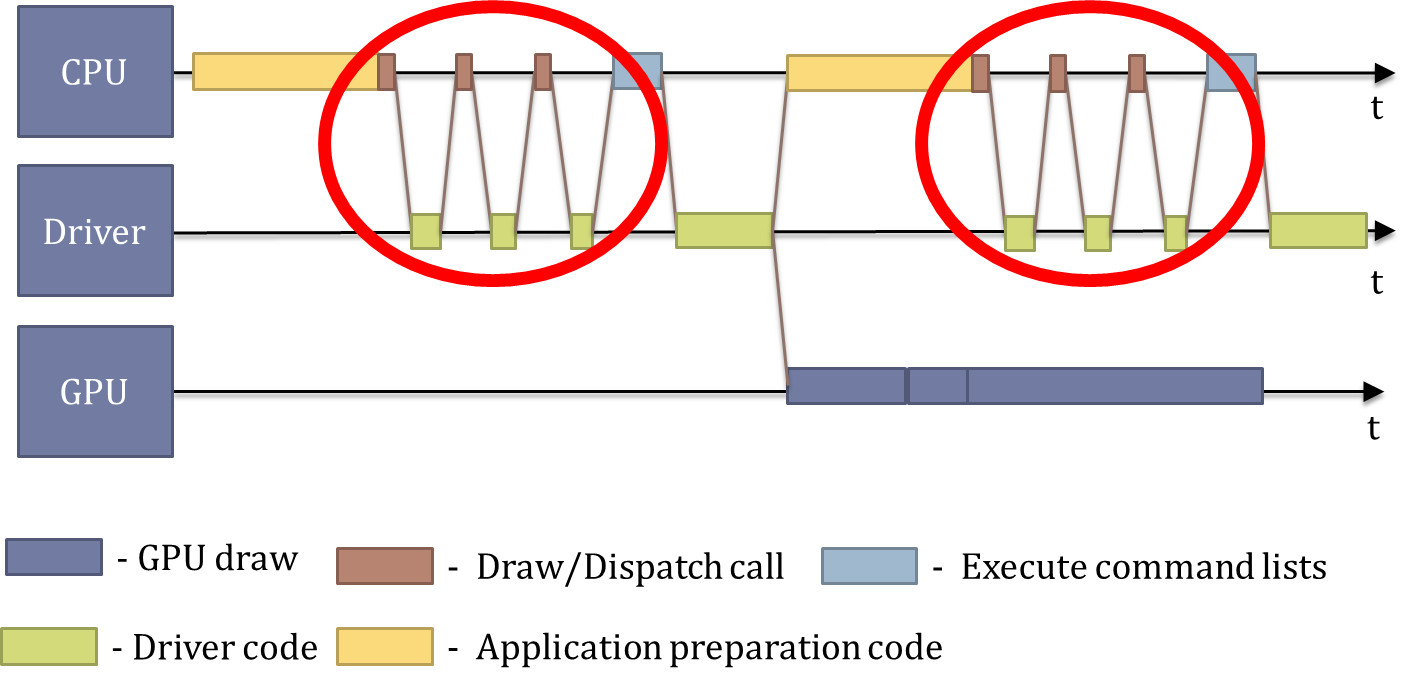 CPU
t
Driver
t
GPU
t
- GPU draw
- Draw/Dispatch call
- Execute command lists
- Driver code
- Application preparation code